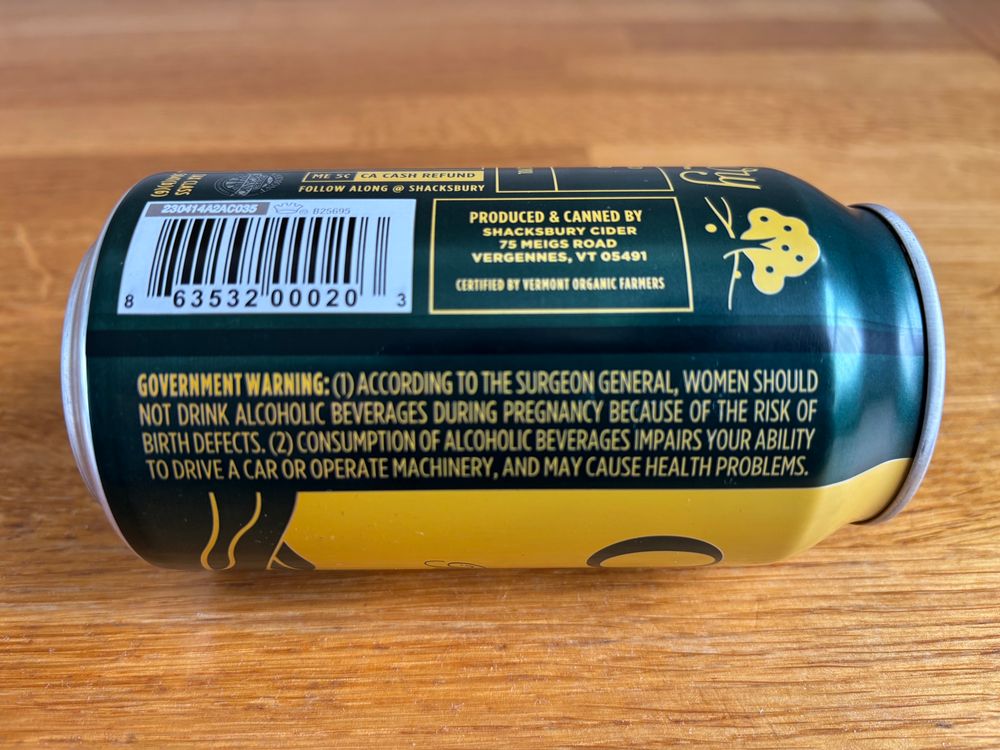 ME 5¢ CA CASH REFUND
FOLLOW ALONG @ SHACKSBURY
230414A2AC035
B25695
8 63532 00020 3
PRODUCED & CANNED BY
SHACKSBURY CIDER
75 MEIGS ROAD
VERGENNES, VT 05491
CERTIFIED BY VERMONT ORGANIC FARMERS
GOVERNMENT WARNING: (1) ACCORDING TO THE SURGEON GENERAL, WOMEN SHOULD
NOT DRINK ALCOHOLIC BEVERAGES DURING PREGNANCY BECAUSE OF THE RISK OF
BIRTH DEFECTS. (2) CONSUMPTION OF ALCOHOLIC BEVERAGES IMPAIRS YOUR ABILITY
TO DRIVE A CAR OR OPERATE MACHINERY, AND MAY CAUSE HEALTH PROBLEMS.